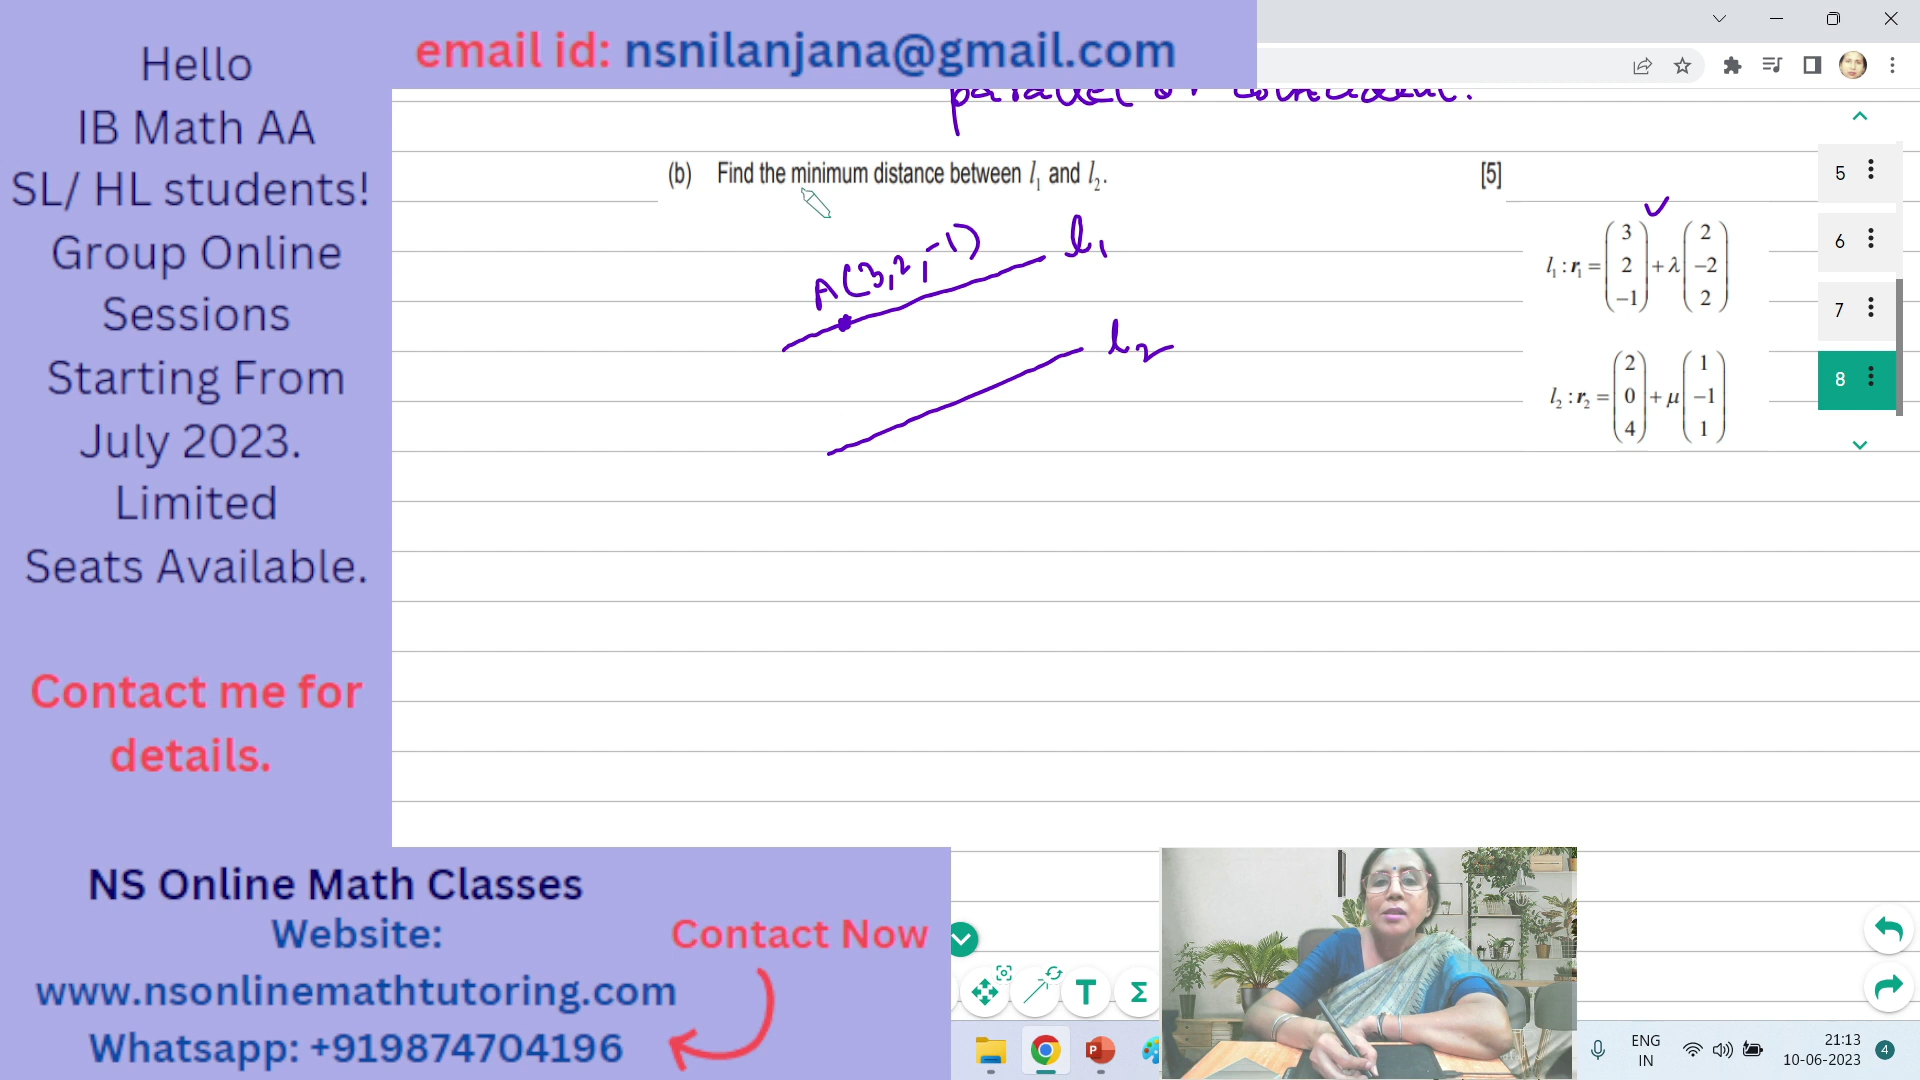 Hello
IB Math AA
SL/ HL students!
Group Online
Sessions
Starting From
July 2023.
Limited
Seats Available.
Contact me for
details.
email id: nsnilanjana@gmail.com
parallel or coincident.
(b) Find the minimum distance between l₁ and l₂. [5]
A(3,2,-1)
l₁
l₂
l₁ : r₁ = (3 2 −1) + λ (2 −2 2)
l₂ : r₂ = (2 0 4) + μ (1 −1 1)
5
6
7
8
NS Online Math Classes
Website:
www.nsonlinemathtutoring.com
Whatsapp: +919874704196
Contact Now
T
Σ
P
ENG
IN
21:13
10-06-2023
4